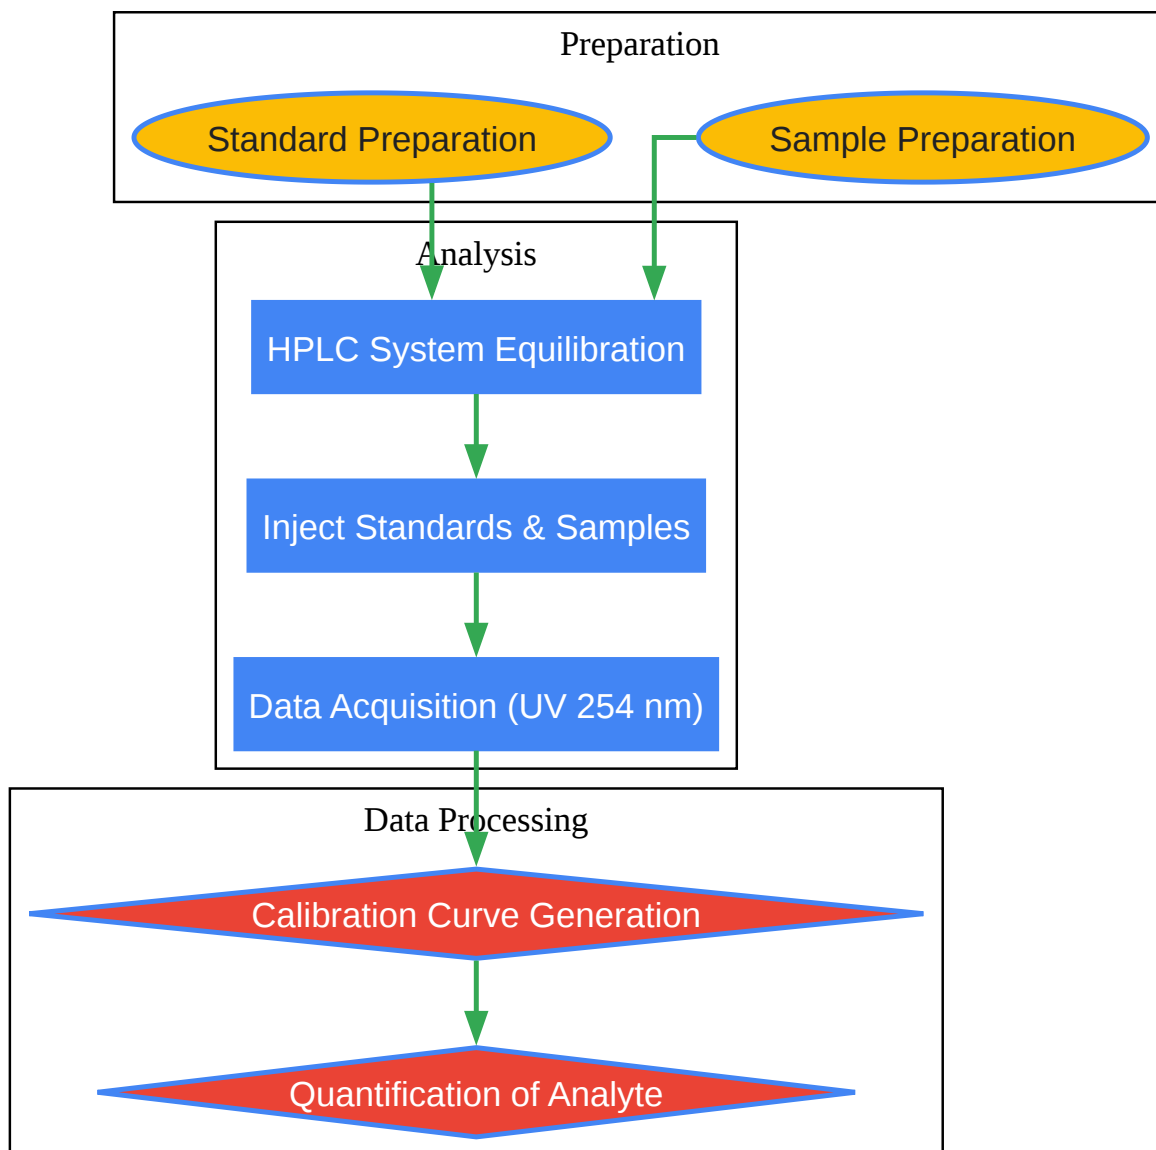 Preparation
Standard Preparation
Sample Preparation
Analysis
HPLC System Equilibration
Inject Standards & Samples
Data Acquisition (UV 254 nm)
Data Processing
Calibration Curve Generation
Quantification of Analyte